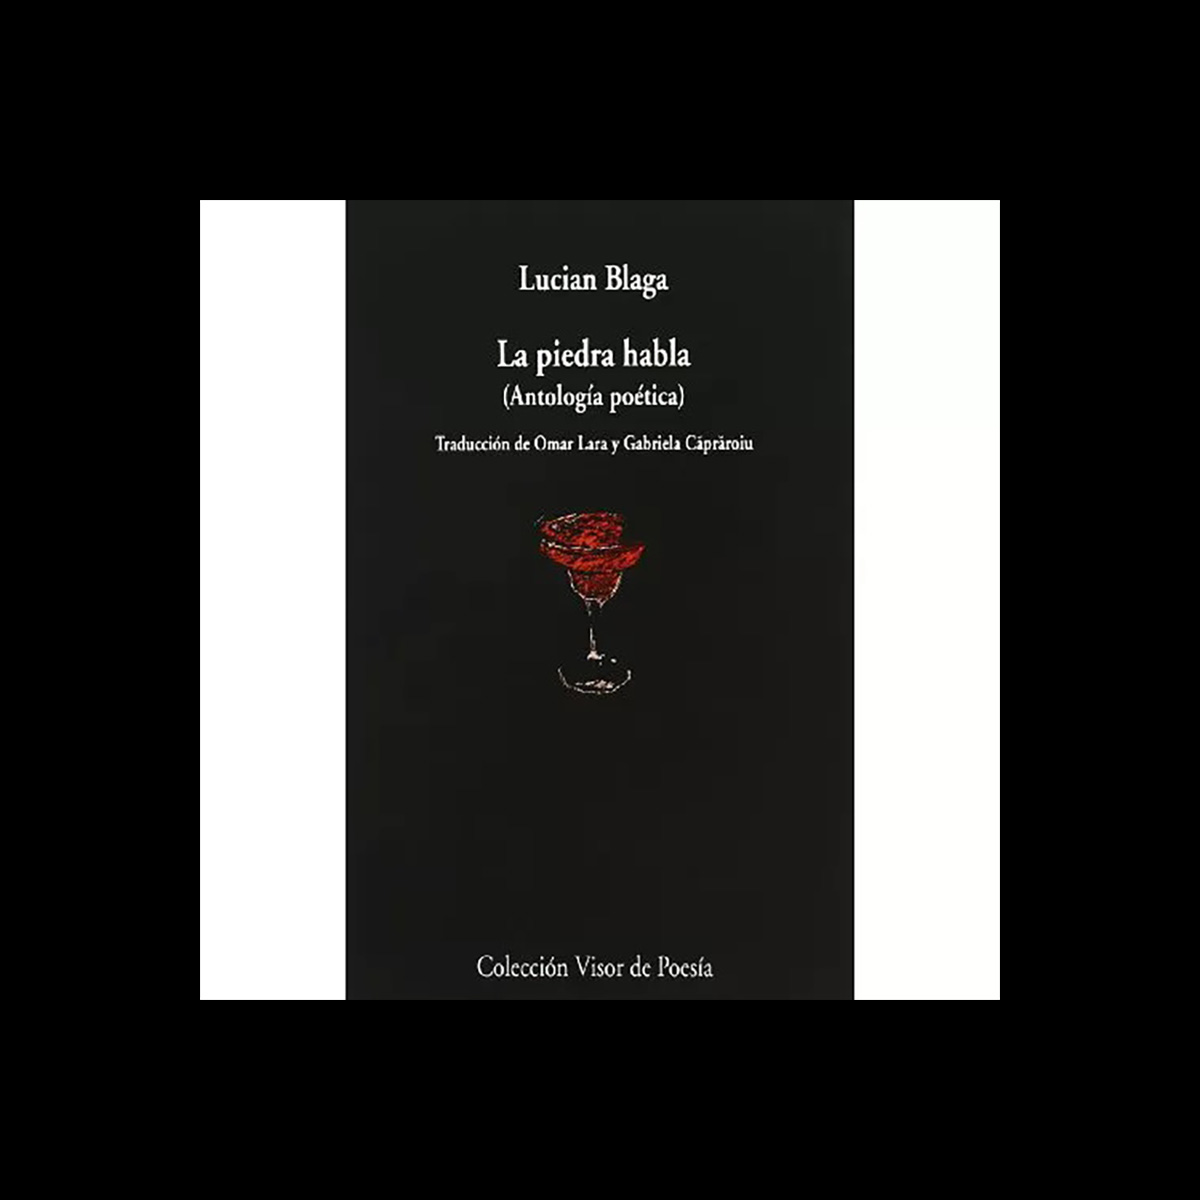 Lucian Blaga
La piedra habla
(Antología poética)
Traducción de Omar Lara y Gabriela Căprăroiu
Colección Visor de Poesía